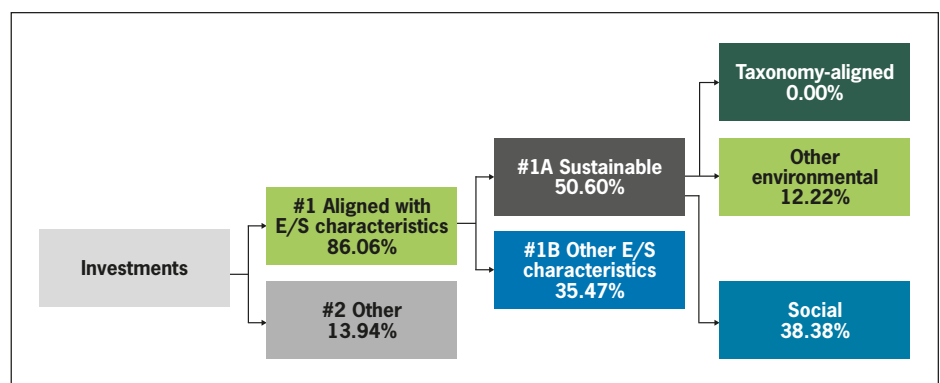 Investments
#1 Aligned with
E/S characteristics
86.06%
#2 Other
13.94%
#1A Sustainable
50.60%
#1B Other E/S
characteristics
35.47%
Taxonomy-aligned
0.00%
Other
environmental
12.22%
Social
38.38%